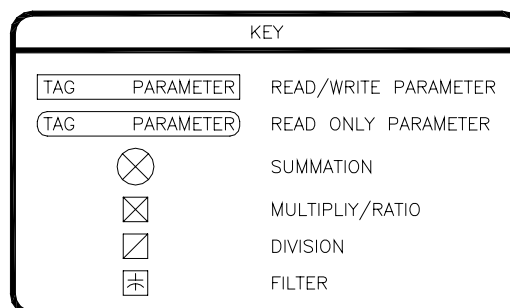 KEY
TAG PARAMETER READ/WRITE PARAMETER
TAG PARAMETER READ ONLY PARAMETER
SUMMATION
MULTIPLIY/RATIO
DIVISION
FILTER